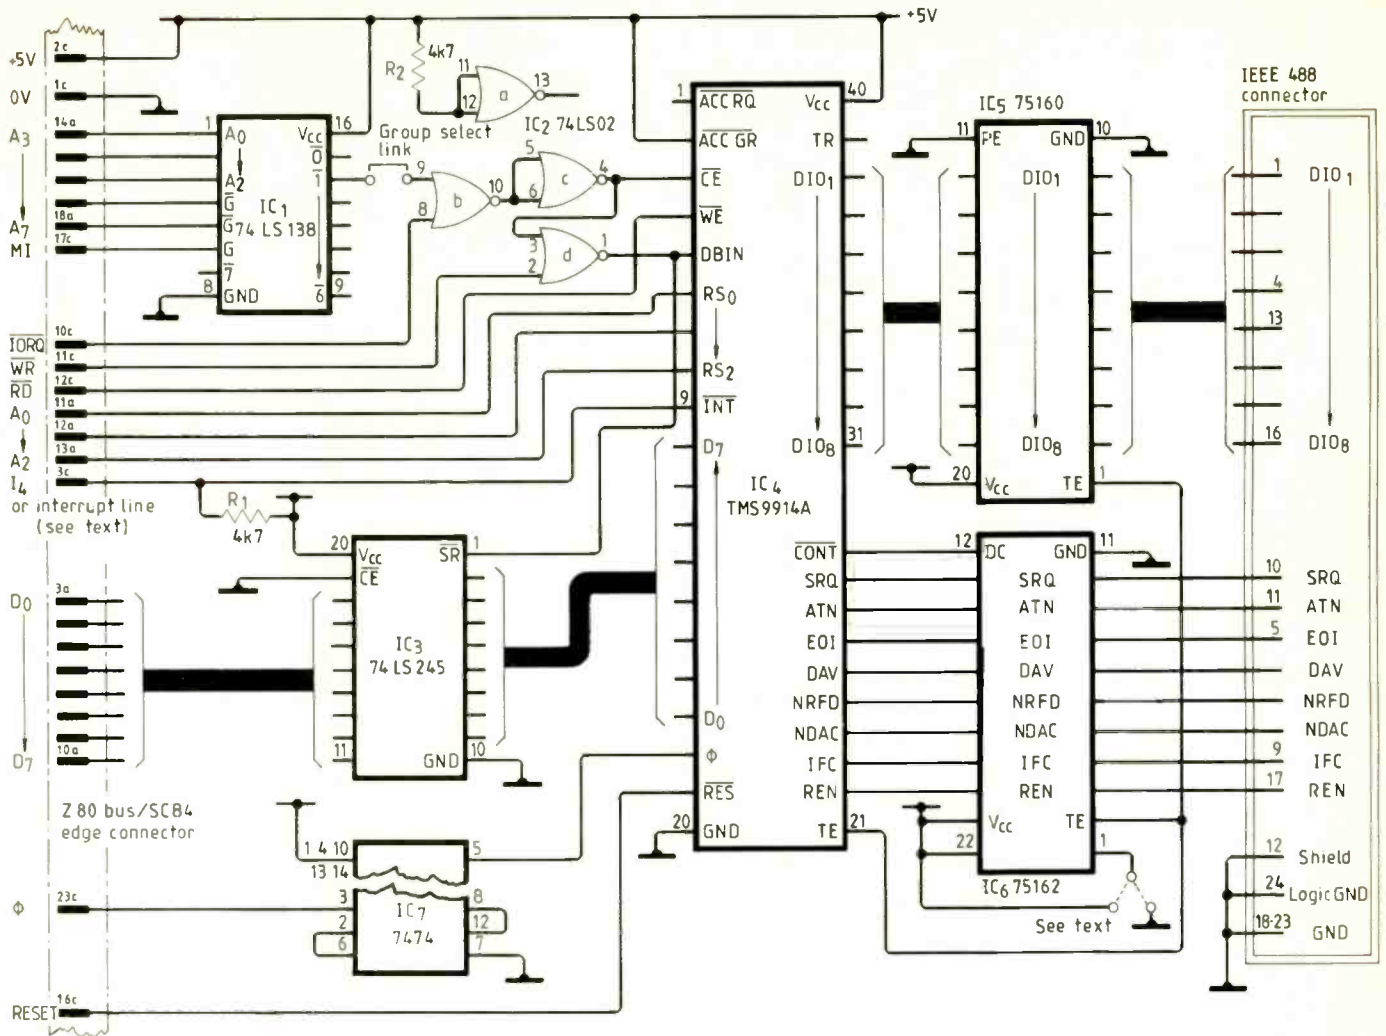 +5V
+5V
2c
0V
1c
A3
14a
A7
18a
MI
17c
1 A0 Vcc 16
0
A2 1
G
G
G
IC1
74 LS138
7
8 GND 6 9
R2
4k7
11
12
a
13
IC2 74LS02
Group select
link
9
8
b
10
5
6
c
4
3
2
d
1
IORQ
10c
WR
11c
RD
12c
A0
11a
12a
A2
13a
I4
3c
or interrupt line
(see text)
R1
4k7
20 Vcc SR 1
CE
IC3
74 LS245
11 GND 10
D0
3a
D7
10a
Z80 bus/SC84
edge connector
1 4 10
13 14
5
3
2
6
IC7
7474
8
12
7
Φ
23c
RESET
16c
1 ACCRQ Vcc 40
ACC GR TR
CE DIO1
WE
DBIN
RS0
RS2
9 INT
D7 DIO8 31
IC4
TMS9914A
CONT
SRQ
ATN
EOI
DAV
NRFD
D0
NDAC
Φ
IFC
RES REN
20 GND TE 21
IC5 75160
11 PE GND 10
DIO1
DIO8
20 Vcc TE 1
12 DC GND 11
SRQ
ATN
EOI
DAV
NRFD
NDAC
IFC
REN
Vcc TE
22 1
IC6 75162
See text
IEEE 488
connector
1 DIO1
4
13
16 DIO8
10 SRQ
11 ATN
5 EOI
DAV
NRFD
NDAC
9 IFC
17 REN
12 Shield
24 Logic GND
18-23 GND